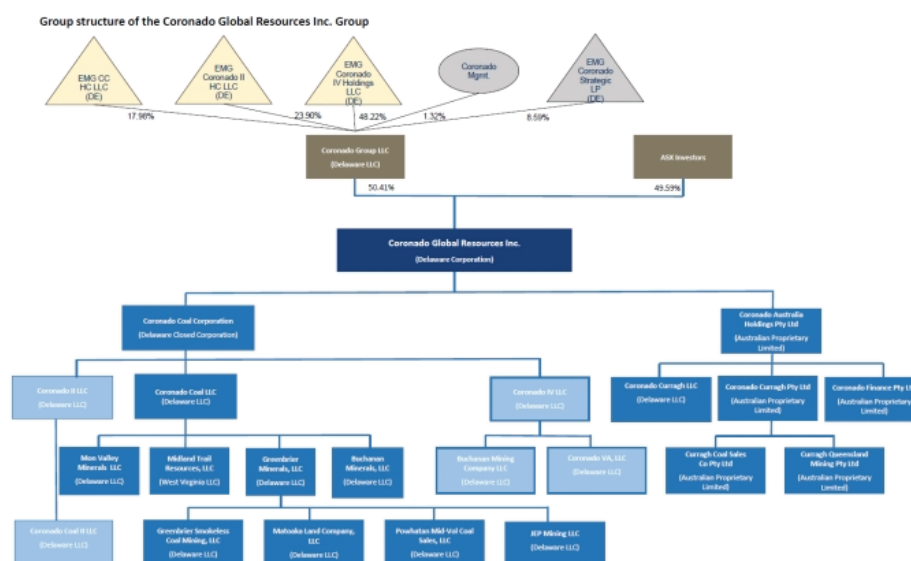 Group structure of the Coronado Global Resources Inc. Group
EMG CC
HC LLC
(DE)
EMG
Coronado II
HC LLC
(DE)
EMG
Coronado
IV Holdings
LLC
(DE)
Coronado
Mgmt.
EMG
Coronado
Strategic
LP
(DE)
17.98%
23.90%
48.22%
1.32%
8.59%
Coronado Group LLC
(Delaware LLC)
ASX Investors
50.41%
49.59%
Coronado Global Resources Inc.
(Delaware Corporation)
Coronado Coal Corporation
(Delaware Closed Corporation)
Coronado Australia
Holdings Pty Ltd
(Australian Proprietary
Limited)
Coronado II LLC
(Delaware LLC)
Coronado Coal LLC
(Delaware LLC)
Coronado IV LLC
(Delaware LLC)
Coronado Curragh LLC
(Delaware LLC)
Coronado Curragh Pty Ltd
(Australian Proprietary
Limited)
Coronado Finance Pty Lt
(Australian Proprietary
Limited)
Mon Valley
Minerals LLC
(Delaware LLC)
Midland Trail
Resources, LLC
(West Virginia LLC)
Greenbrier
Minerals, LLC
(Delaware LLC)
Buchanan
Minerals, LLC
(Delaware LLC)
Buchanan Mining
Company LLC
(Delaware LLC)
Coronado VA, LLC
(Delaware LLC)
Curragh Coal Sales
Co Pty Ltd
(Australian Proprietary
Limited)
Curragh Queensland
Mining Pty Ltd
(Australian Proprietary
Limited)
Coronado Coal II LLC
(Delaware LLC)
Greenbrier Smokeless
Coal Mining, LLC
(Delaware LLC)
Matoaka Land Company,
LLC
(Delaware LLC)
Powhatan Mid-Vol Coal
Sales, LLC
(Delaware LLC)
JEP Mining LLC
(Delaware LLC)